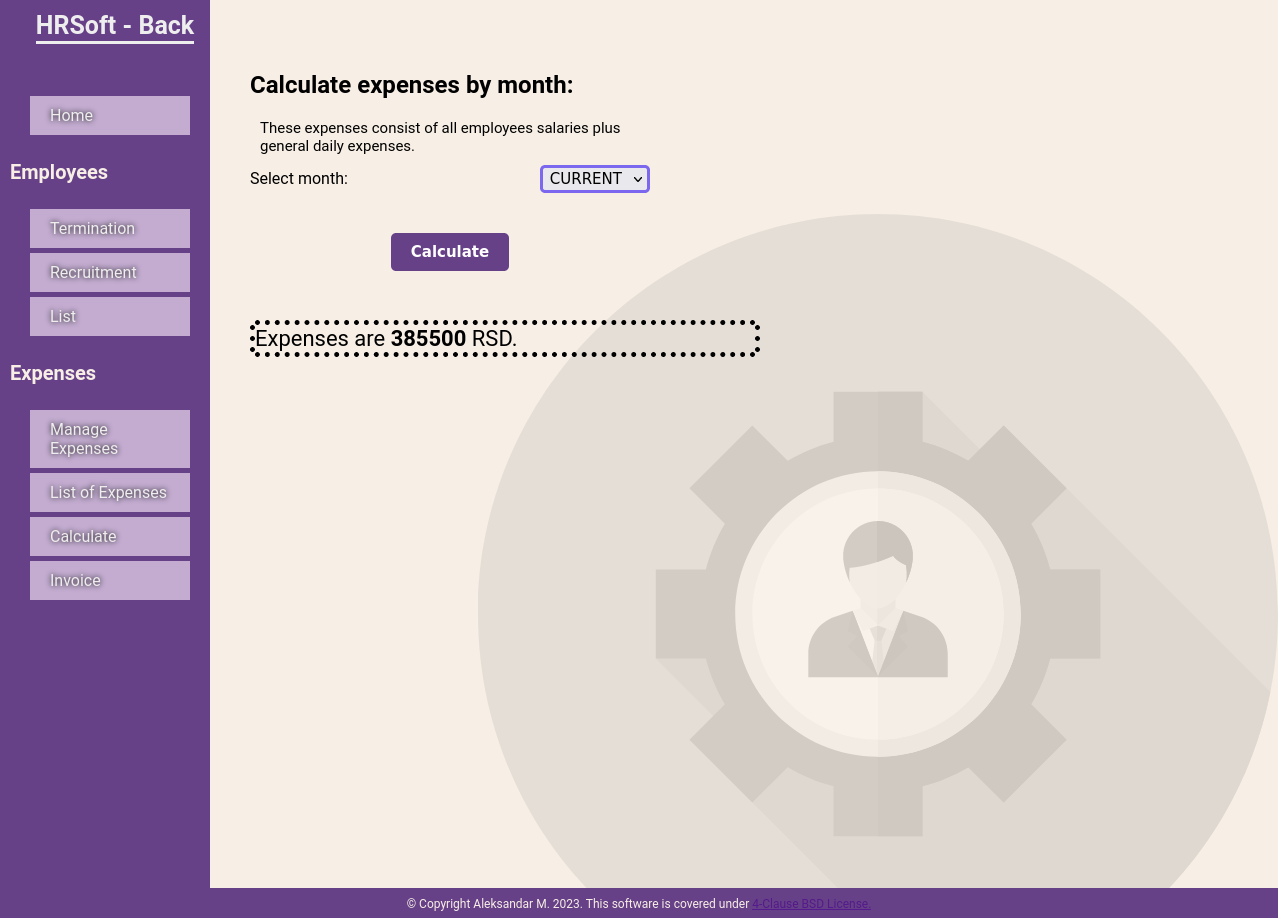 HRSoft - Back
Home
Employees
Termination
Recruitment
List
Expenses
Manage
Expenses
List of Expenses
Calculate
Invoice
Calculate expenses by month:
These expenses consist of all employees salaries plus
general daily expenses.
Select month:
CURRENT
Calculate
Expenses are 385500 RSD.
© Copyright Aleksandar M. 2023. This software is covered under 4-Clause BSD License.